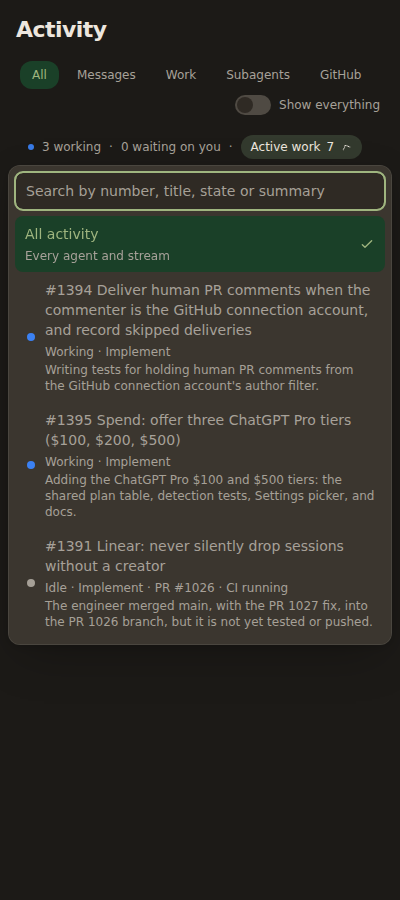 Activity
All Messages Work Subagents GitHub
Show everything
3 working · 0 waiting on you · Active work 7
Search by number, title, state or summary
All activity
Every agent and stream
#1394 Deliver human PR comments when the
commenter is the GitHub connection account,
and record skipped deliveries
Working · Implement
Writing tests for holding human PR comments from
the GitHub connection account's author filter.
#1395 Spend: offer three ChatGPT Pro tiers
($100, $200, $500)
Working · Implement
Adding the ChatGPT Pro $100 and $500 tiers: the
shared plan table, detection tests, Settings picker, and
docs.
#1391 Linear: never silently drop sessions
without a creator
Idle · Implement · PR #1026 · CI running
The engineer merged main, with the PR 1027 fix, into
the PR 1026 branch, but it is not yet tested or pushed.